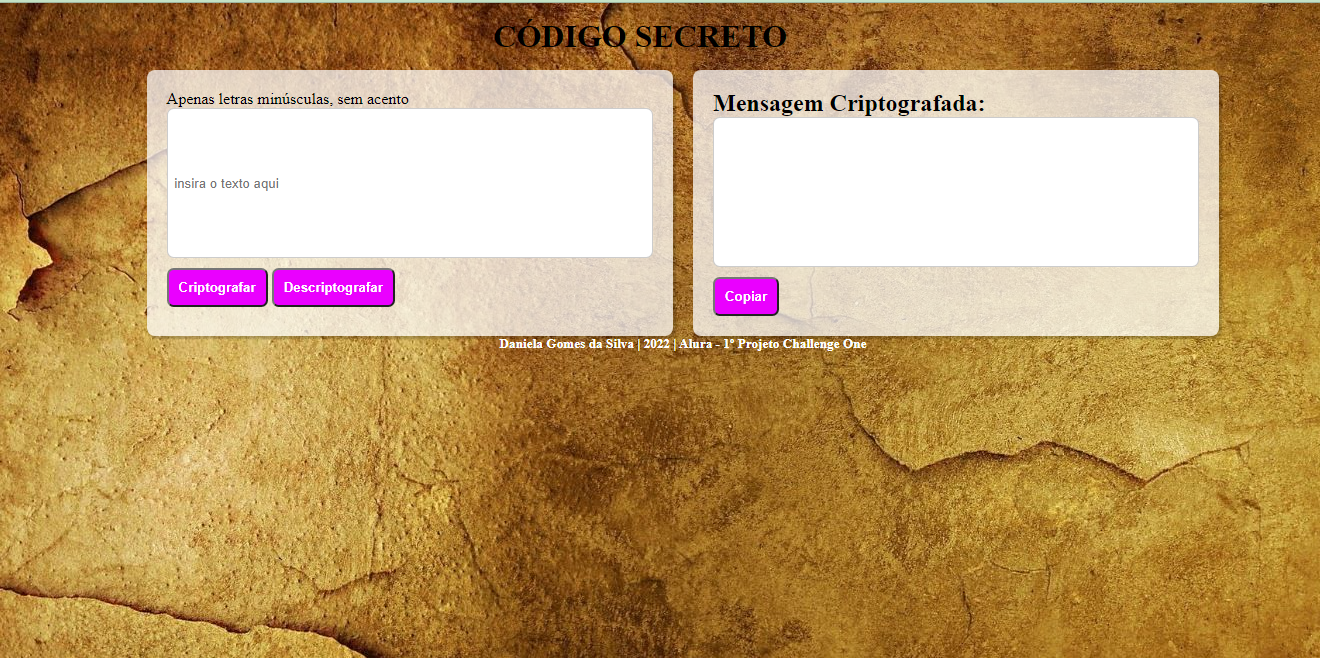 CÓDIGO SECRETO
Apenas letras minúsculas, sem acento
insira o texto aqui
Criptografar
Descriptografar
Mensagem Criptografada:
Copiar
Daniela Gomes da Silva | 2022 | Alura - 1º Projeto Challenge One